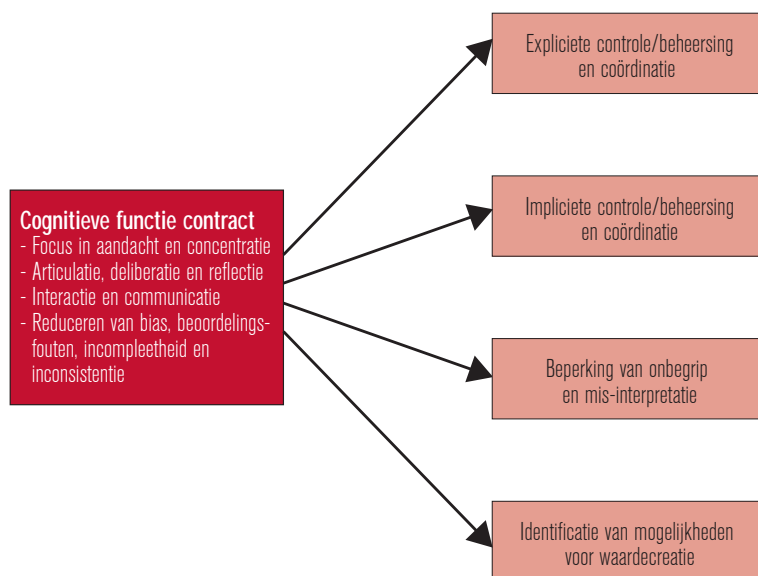 Expliciete controle/beheersing
en coördinatie
Cognitieve functie contract
- Focus in aandacht en concentratie
- Articulatie, deliberatie en reflectie
- Interactie en communicatie
- Reduceren van bias, beoordelings-
fouten, incompleetheid en
inconsistentie
Impliciete controle/beheersing
en coördinatie
Beperking van onbegrip
en mis-interpretatie
Identificatie van mogelijkheden
voor waardecreatie